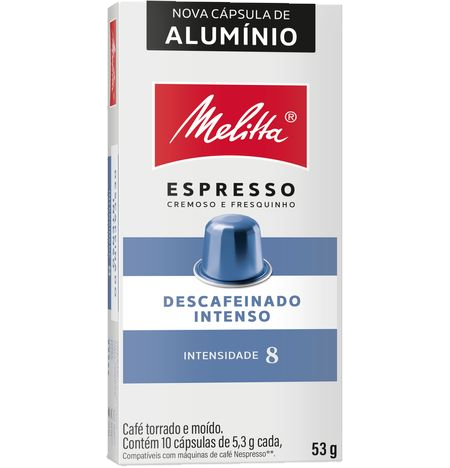 NOVA CÁPSULA DE
ALUMÍNIO
Melitta®
ESPRESSO
CREMOSO E FRESQUINHO
DESCAFEINADO
INTENSO
INTENSIDADE 8
Café torrado e moído.
Contém 10 cápsulas de 5,3 g cada,
Compatíveis com máquinas de café Nespresso®*.
53 g